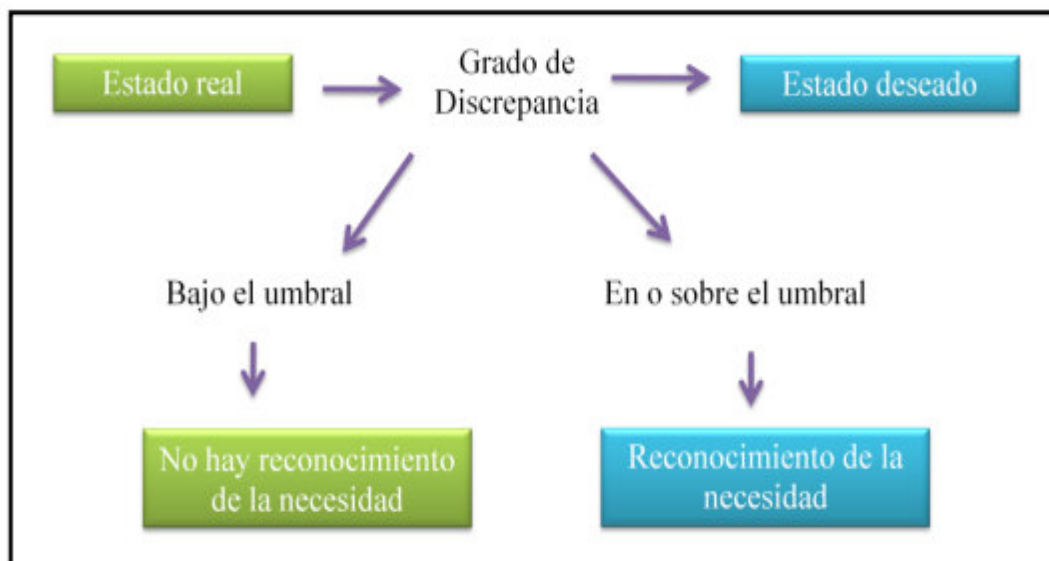 Estado real
Grado de
Discrepancia
Estado deseado
Bajo el umbral
En o sobre el umbral
No hay reconocimiento
de la necesidad
Reconocimiento de la
necesidad